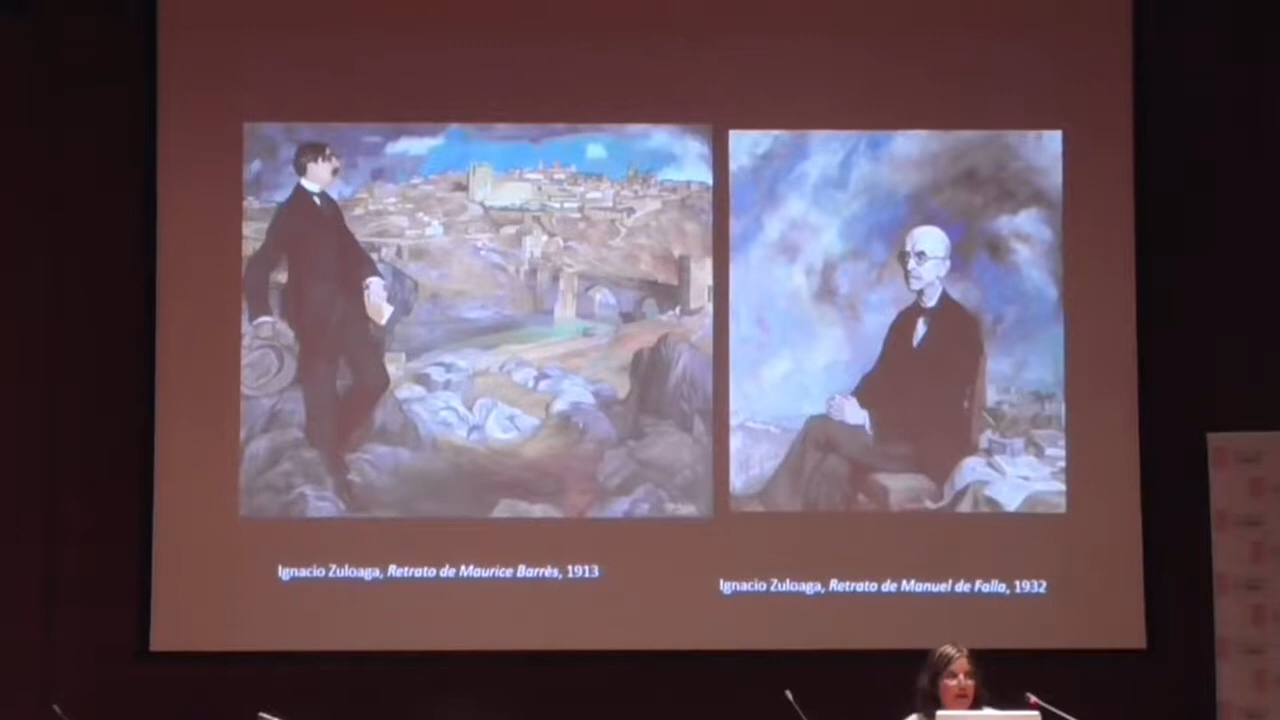 Ignacio Zuloaga, Retrato de Maurice Barrès, 1913
Ignacio Zuloaga, Retrato de Manuel de Falla, 1932